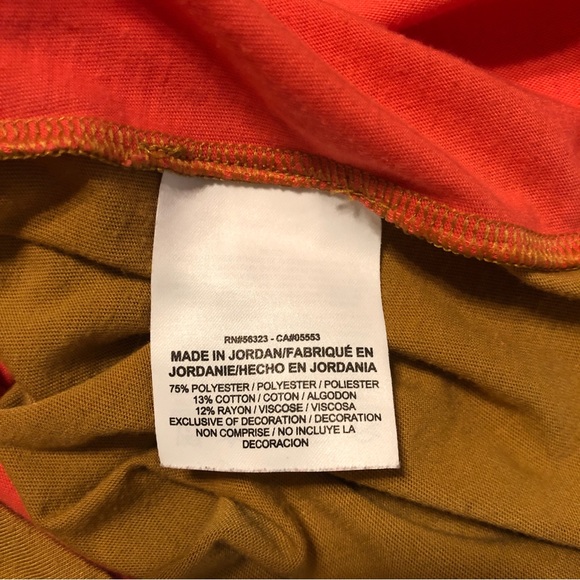 RN#56323 - CA#05553
MADE IN JORDAN/FABRIQUÉ EN
JORDANIE/HECHO EN JORDANIA
75% POLYESTER / POLYESTER / POLIESTER
13% COTTON / COTON / ALGODON
12% RAYON / VISCOSE / VISCOSA
EXCLUSIVE OF DECORATION / DECORATION
NON COMPRISE / NO INCLUYE LA
DECORACION